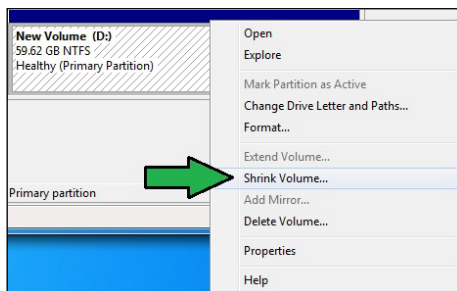 New Volume (D:)
59.62 GB NTFS
Healthy (Primary Partition)
Primary partition
Open
Explore
Mark Partition as Active
Change Drive Letter and Paths...
Format...
Extend Volume...
Shrink Volume...
Add Mirror...
Delete Volume...
Properties
Help